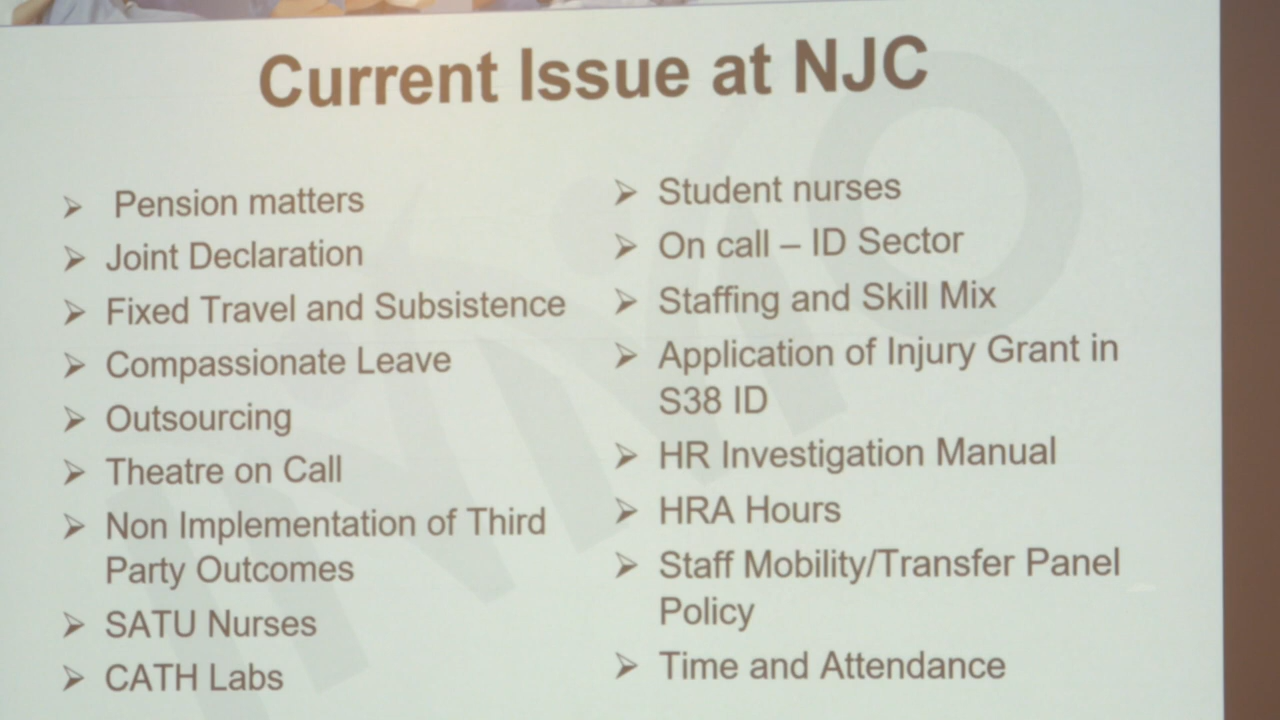 Current Issue at NJC
➢ Pension matters
➢ Joint Declaration
➢ Fixed Travel and Subsistence
➢ Compassionate Leave
➢ Outsourcing
➢ Theatre on Call
➢ Non Implementation of Third
Party Outcomes
➢ SATU Nurses
➢ CATH Labs
➢ Student nurses
➢ On call – ID Sector
➢ Staffing and Skill Mix
➢ Application of Injury Grant in
S38 ID
➢ HR Investigation Manual
➢ HRA Hours
➢ Staff Mobility/Transfer Panel
Policy
➢ Time and Attendance
INMO